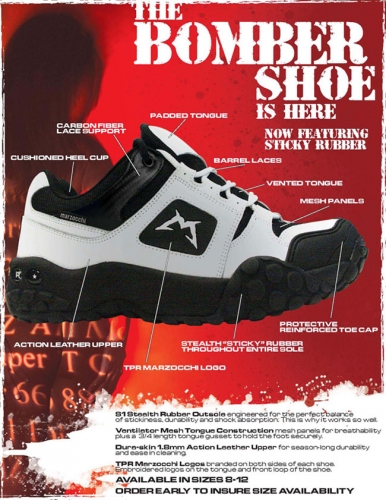 THE
BOMBER
SHOE
IS HERE
NOW FEATURING
STICKY RUBBER
PADDED TONGUE
CARBON FIBER
LACE SUPPORT
CUSHIONED HEEL CUP
BARREL LACES
VENTED TONGUE
MESH PANELS
marzocchi
PROTECTIVE
REINFORCED TOE CAP
ACTION LEATHER UPPER
STEALTH "STICKY" RUBBER
THROUGHOUT ENTIRE SOLE
TPR MARZOCCHI LOGO
S1 Stealth Rubber Outsole engineered for the perfect balance
of stickiness, durability and shock absorption. This is why it works so well.
Ventilator Mesh Tongue Construction mesh panels for breathability
plus a 3/4 length tongue gusset to hold the foot securely.
Dura-skin 1.8mm Action Leather Upper for season-long durability
and ease in cleaning.
TPR Marzocchi Logos branded on both sides of each shoe.
Embroidered logos on the tongue and front loop of the shoe.
AVAILABLE IN SIZES 8-12
ORDER EARLY TO INSURE SIZE AVAILABILITY